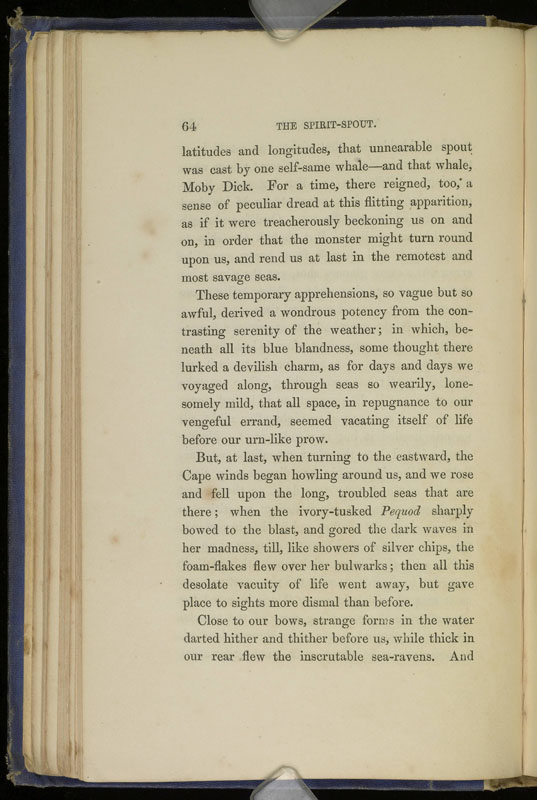 64 THE SPIRIT-SPOUT.
latitudes and longitudes, that unnearable spout
was cast by one self-same whale—and that whale,
Moby Dick. For a time, there reigned, too, a
sense of peculiar dread at this flitting apparition,
as if it were treacherously beckoning us on and
on, in order that the monster might turn round
upon us, and rend us at last in the remotest and
most savage seas.
These temporary apprehensions, so vague but so
awful, derived a wondrous potency from the con-
trasting serenity of the weather; in which, be-
neath all its blue blandness, some thought there
lurked a devilish charm, as for days and days we
voyaged along, through seas so wearily, lone-
somely mild, that all space, in repugnance to our
vengeful errand, seemed vacating itself of life
before our urn-like prow.
But, at last, when turning to the eastward, the
Cape winds began howling around us, and we rose
and fell upon the long, troubled seas that are
there; when the ivory-tusked Pequod sharply
bowed to the blast, and gored the dark waves in
her madness, till, like showers of silver chips, the
foam-flakes flew over her bulwarks; then all this
desolate vacuity of life went away, but gave
place to sights more dismal than before.
Close to our bows, strange forms in the water
darted hither and thither before us, while thick in
our rear flew the inscrutable sea-ravens. And